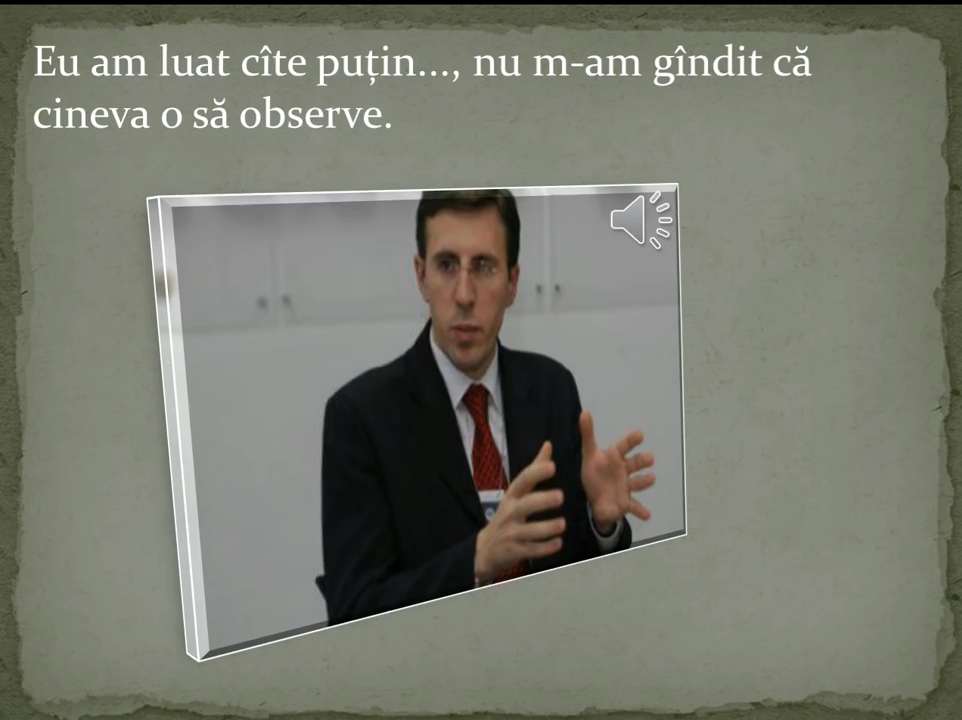 Eu am luat cîte puțin..., nu m-am gîndit că
cineva o să observe.